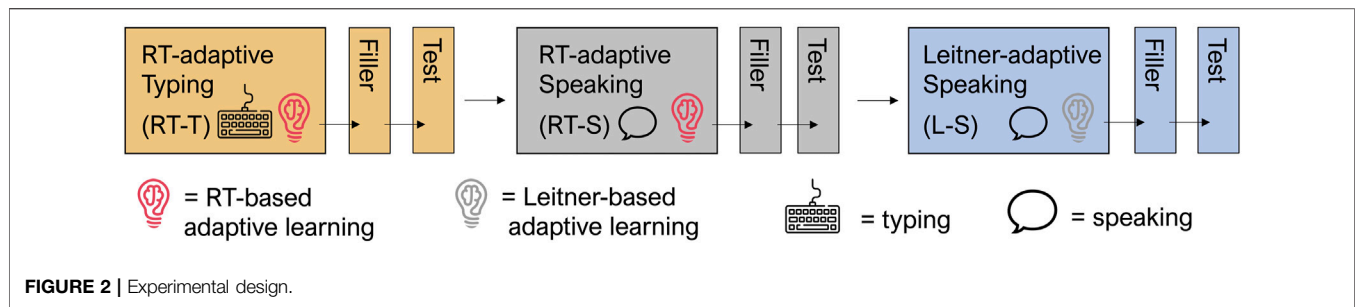 RT-adaptive
Typing
(RT-T)
Filler
Test
RT-adaptive
Speaking
(RT-S)
Filler
Test
Leitner-adaptive
Speaking
(L-S)
Filler
Test
= RT-based
adaptive learning
= Leitner-based
adaptive learning
= typing
= speaking
FIGURE 2 | Experimental design.